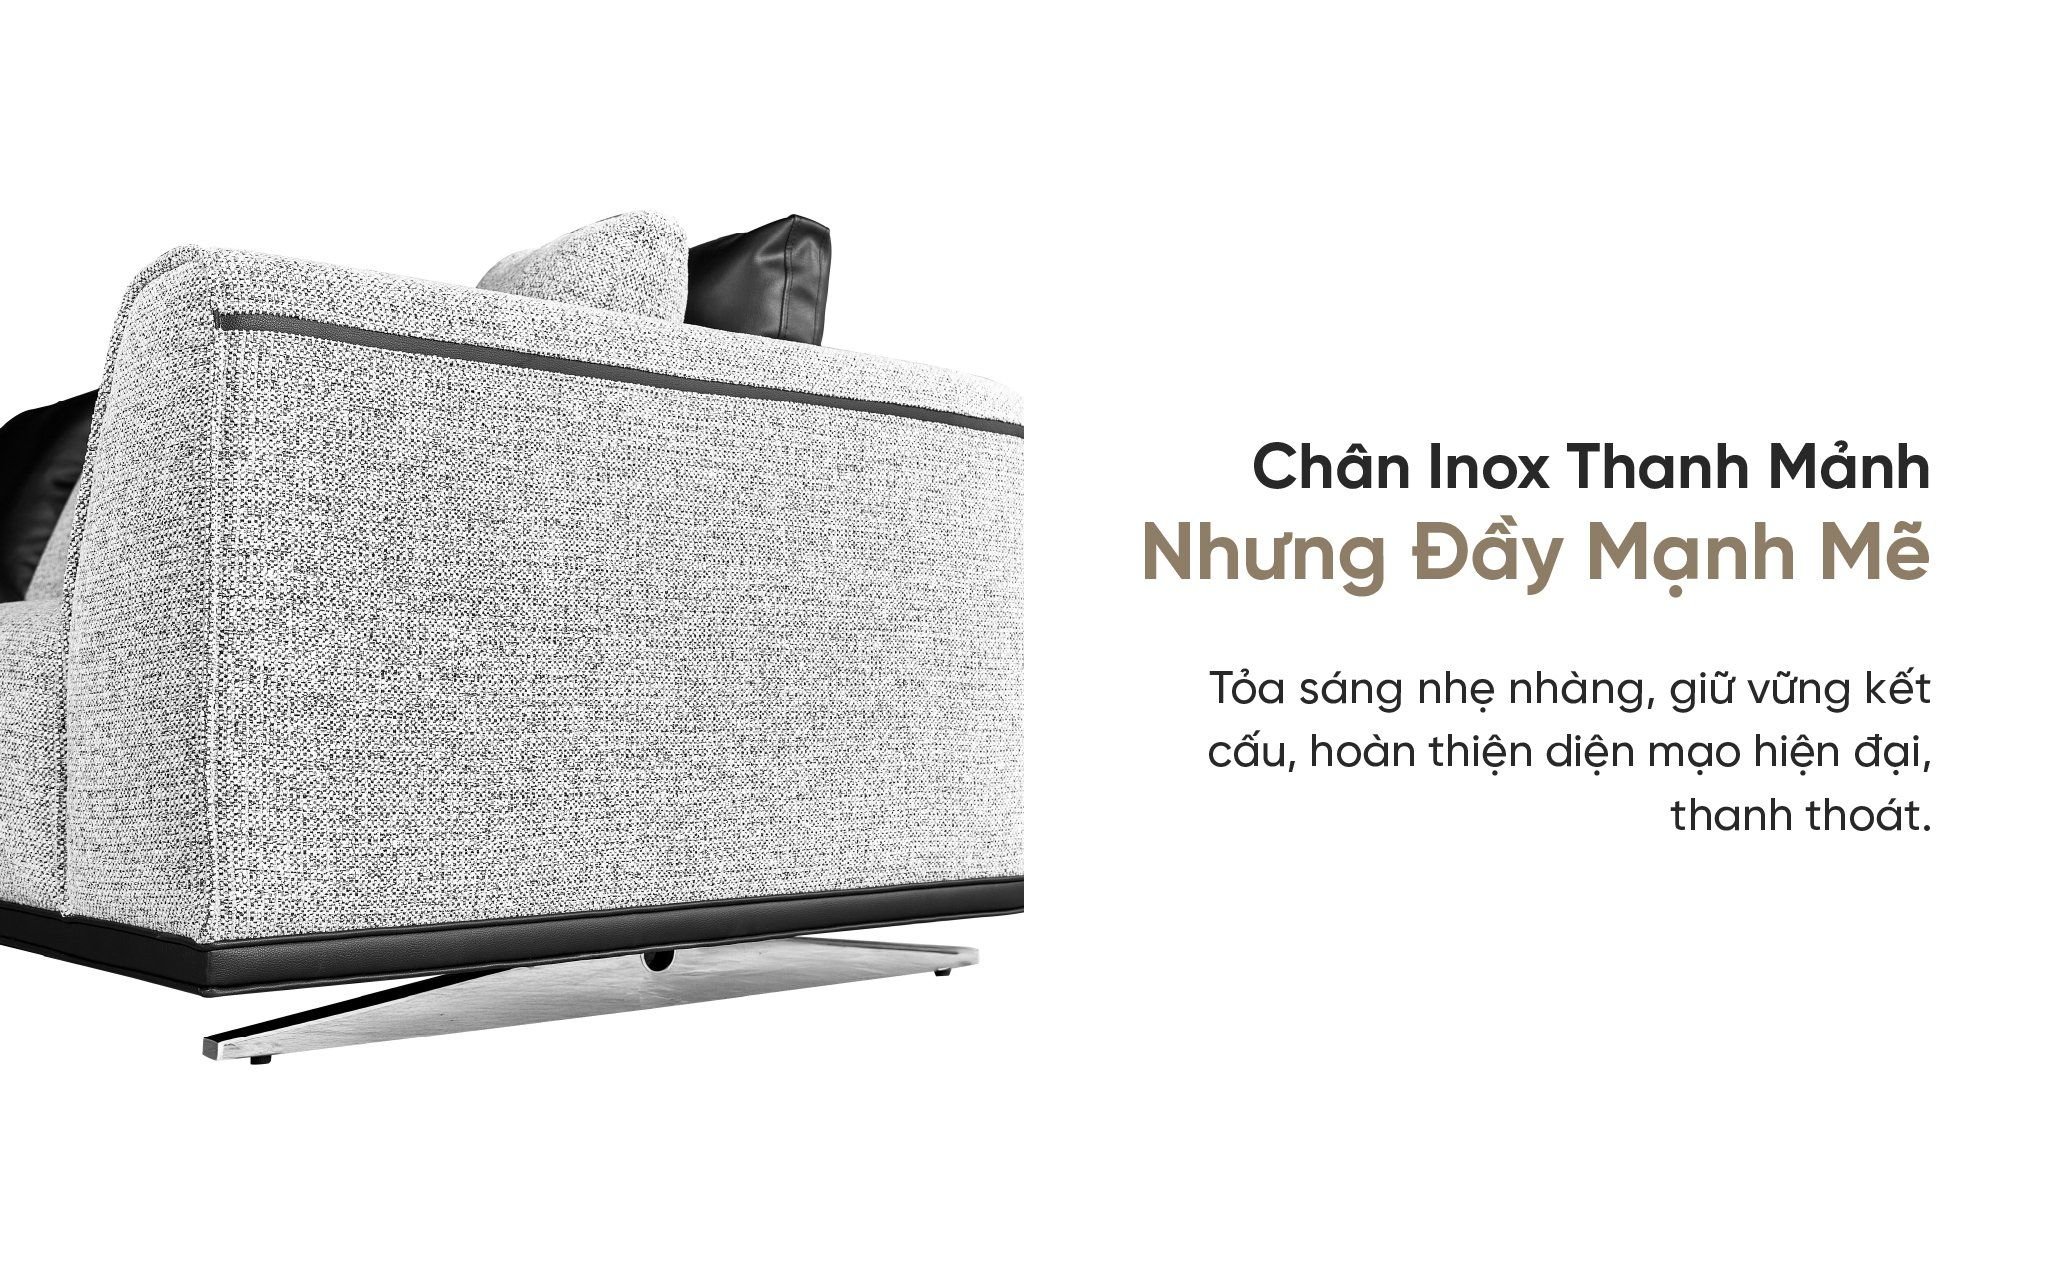 Chân Inox Thanh Mảnh
Nhưng Đầy Mạnh Mẽ
Tỏa sáng nhẹ nhàng, giữ vững kết
cấu, hoàn thiện diện mạo hiện đại,
thanh thoát.